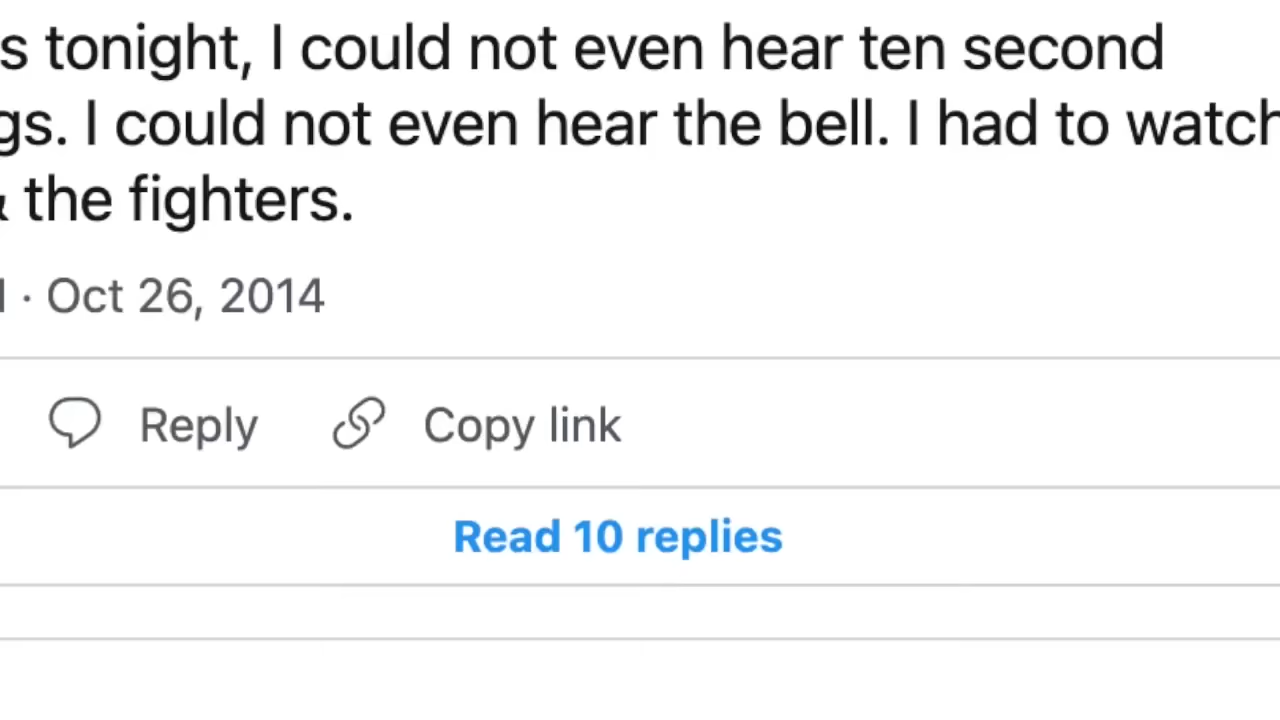 s tonight, I could not even hear ten second
gs. I could not even hear the bell. I had to watch
& the fighters.
· Oct 26, 2014
Reply Copy link
Read 10 replies